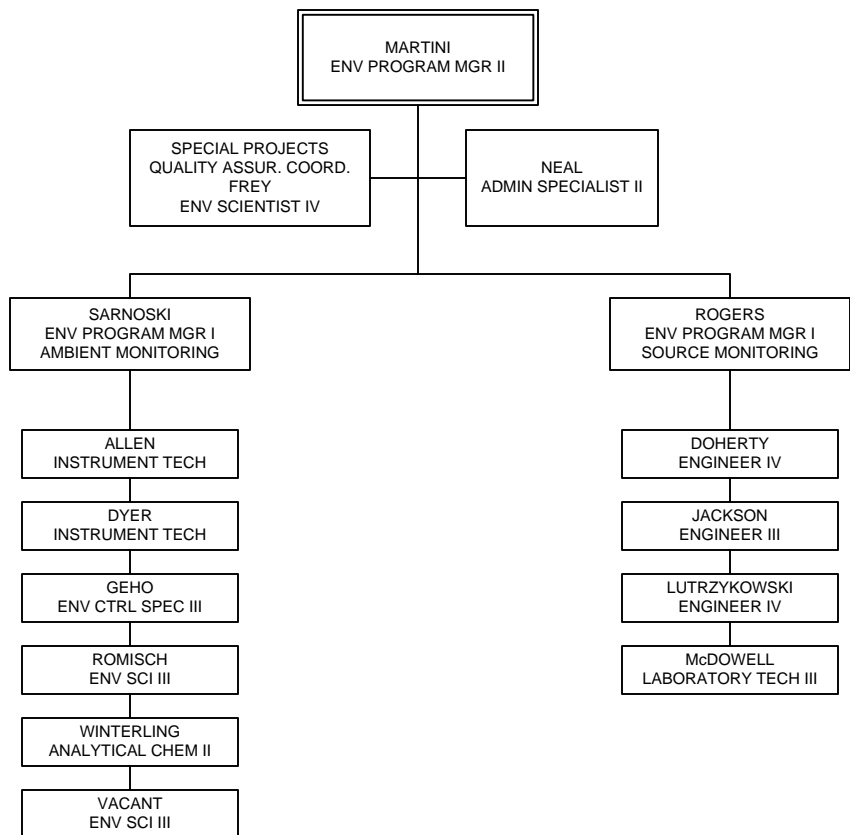 MARTINI
ENV PROGRAM MGR II
SPECIAL PROJECTS
QUALITY ASSUR. COORD.
FREY
ENV SCIENTIST IV
NEAL
ADMIN SPECIALIST II
SARNOSKI
ENV PROGRAM MGR I
AMBIENT MONITORING
ROGERS
ENV PROGRAM MGR I
SOURCE MONITORING
ALLEN
INSTRUMENT TECH
DYER
INSTRUMENT TECH
GEHO
ENV CTRL SPEC III
ROMISCH
ENV SCI III
WINTERLING
ANALYTICAL CHEM II
VACANT
ENV SCI III
DOHERTY
ENGINEER IV
JACKSON
ENGINEER III
LUTRZYKOWSKI
ENGINEER IV
McDOWELL
LABORATORY TECH III